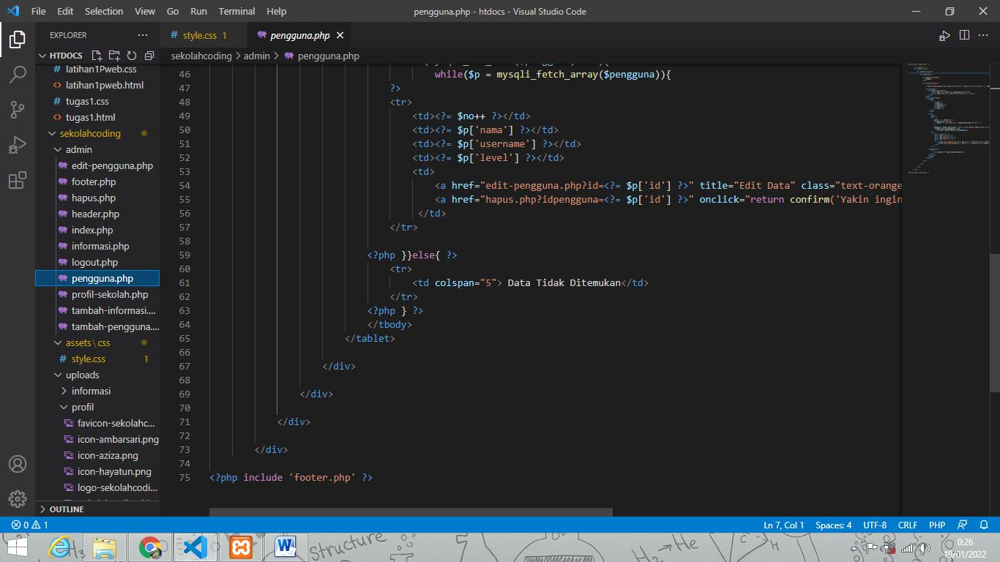 File Edit Selection View Go Run Terminal Help pengguna.php - htdocs - Visual Studio Code
EXPLORER
# style.css 1
pengguna.php
HTDOCS
sekolahcoding > admin > pengguna.php
# latihan1Pweb.css
<> latihan1pweb.html
# tugas1.css
<> tugas1.html
sekolahcoding
admin
edit-pengguna.php
footer.php
hapus.php
header.php
index.php
informasi.php
logout.php
pengguna.php
profil-sekolah.php
tambah-informasi....
tambah-pengguna....
assets\css
# style.css 1
uploads
> informasi
profil
favicon-sekolahc...
icon-ambarsari.png
icon-aziza.png
icon-hayatun.png
logo-sekolahcodi...
> OUTLINE
46 while($p = mysqli_fetch_array($pengguna)){
47 ?>
48 <tr>
49 <td><?= $no++ ?></td>
50 <td><?= $p['nama'] ?></td>
51 <td><?= $p['username'] ?></td>
52 <td><?= $p['level'] ?></td>
53 <td>
54 <a href="edit-pengguna.php?id=<?= $p['id'] ?>" title="Edit Data" class="text-orange
55 <a href="hapus.php?idpengguna=<?= $p['id'] ?>" onclick="return confirm('Yakin ingin
56 </td>
57 </tr>
58
59 <?php }}else{ ?>
60 <tr>
61 <td colspan="5"> Data Tidak Ditemukan</td>
62 </tr>
63 <?php } ?>
64 </tbody>
65 </tablet>
66
67 </div>
68
69 </div>
70
71 </div>
72
73 </div>
74
75 <?php include 'footer.php' ?>
0 1 Ln 7, Col 1 Spaces: 4 UTF-8 CRLF PHP
Structure
H₂ → He
0:26
19/01/2022